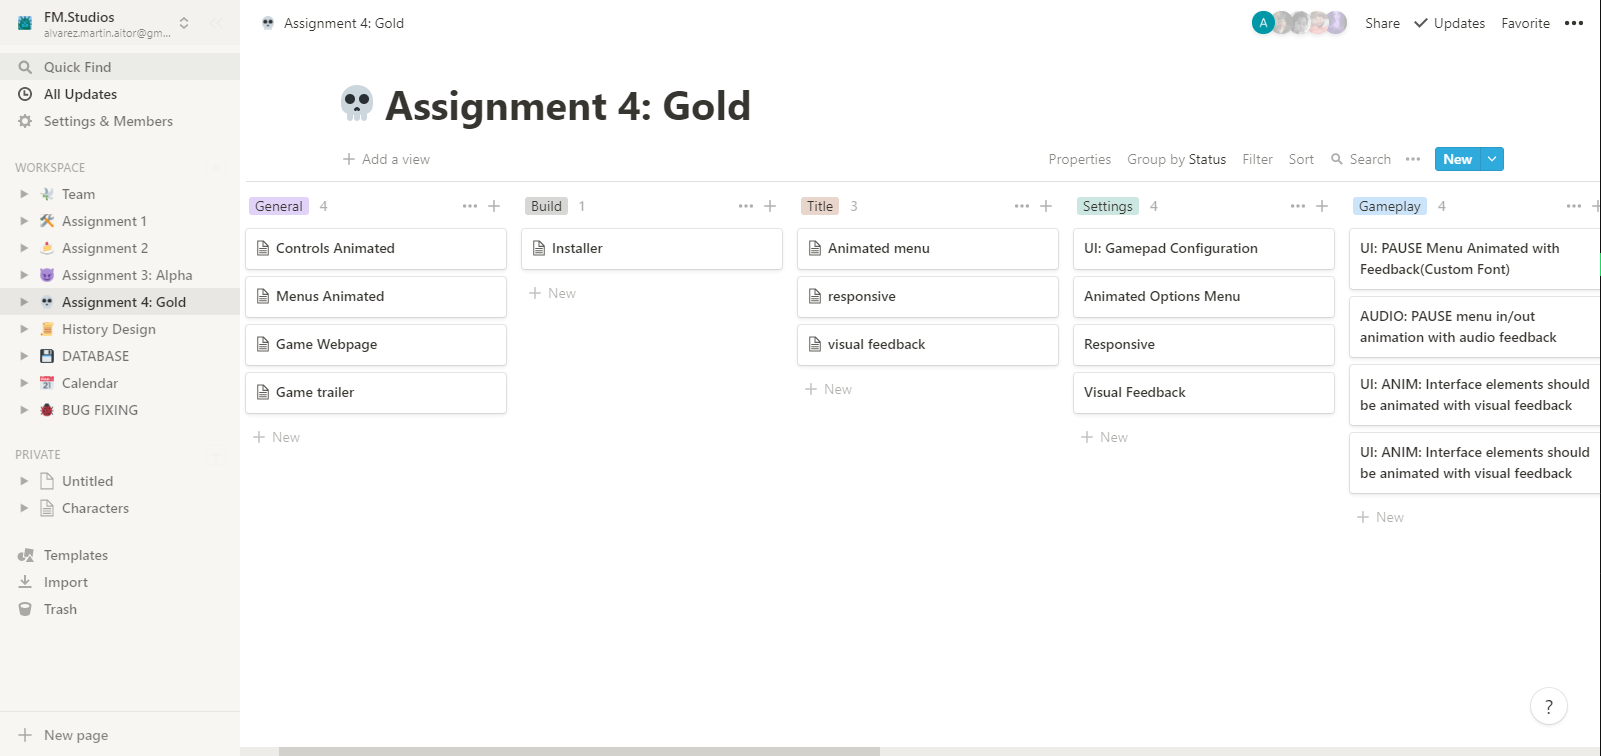 FM.Studios
alvarez.martin.aitor@gm...
Quick Find
All Updates
Settings & Members
WORKSPACE
Team
Assignment 1
Assignment 2
Assignment 3: Alpha
Assignment 4: Gold
History Design
DATABASE
Calendar
BUG FIXING
PRIVATE
Untitled
Characters
Templates
Import
Trash
New page
Assignment 4: Gold
A
Share
Updates
Favorite
Assignment 4: Gold
Add a view
Properties
Group by Status
Filter
Sort
Search
New
General 4
Controls Animated
Menus Animated
Game Webpage
Game trailer
New
Build 1
Installer
New
Title 3
Animated menu
responsive
visual feedback
New
Settings 4
UI: Gamepad Configuration
Animated Options Menu
Responsive
Visual Feedback
New
Gameplay 4
UI: PAUSE Menu Animated with
Feedback(Custom Font)
AUDIO: PAUSE menu in/out
animation with audio feedback
UI: ANIM: Interface elements should
be animated with visual feedback
UI: ANIM: Interface elements should
be animated with visual feedback
New
?